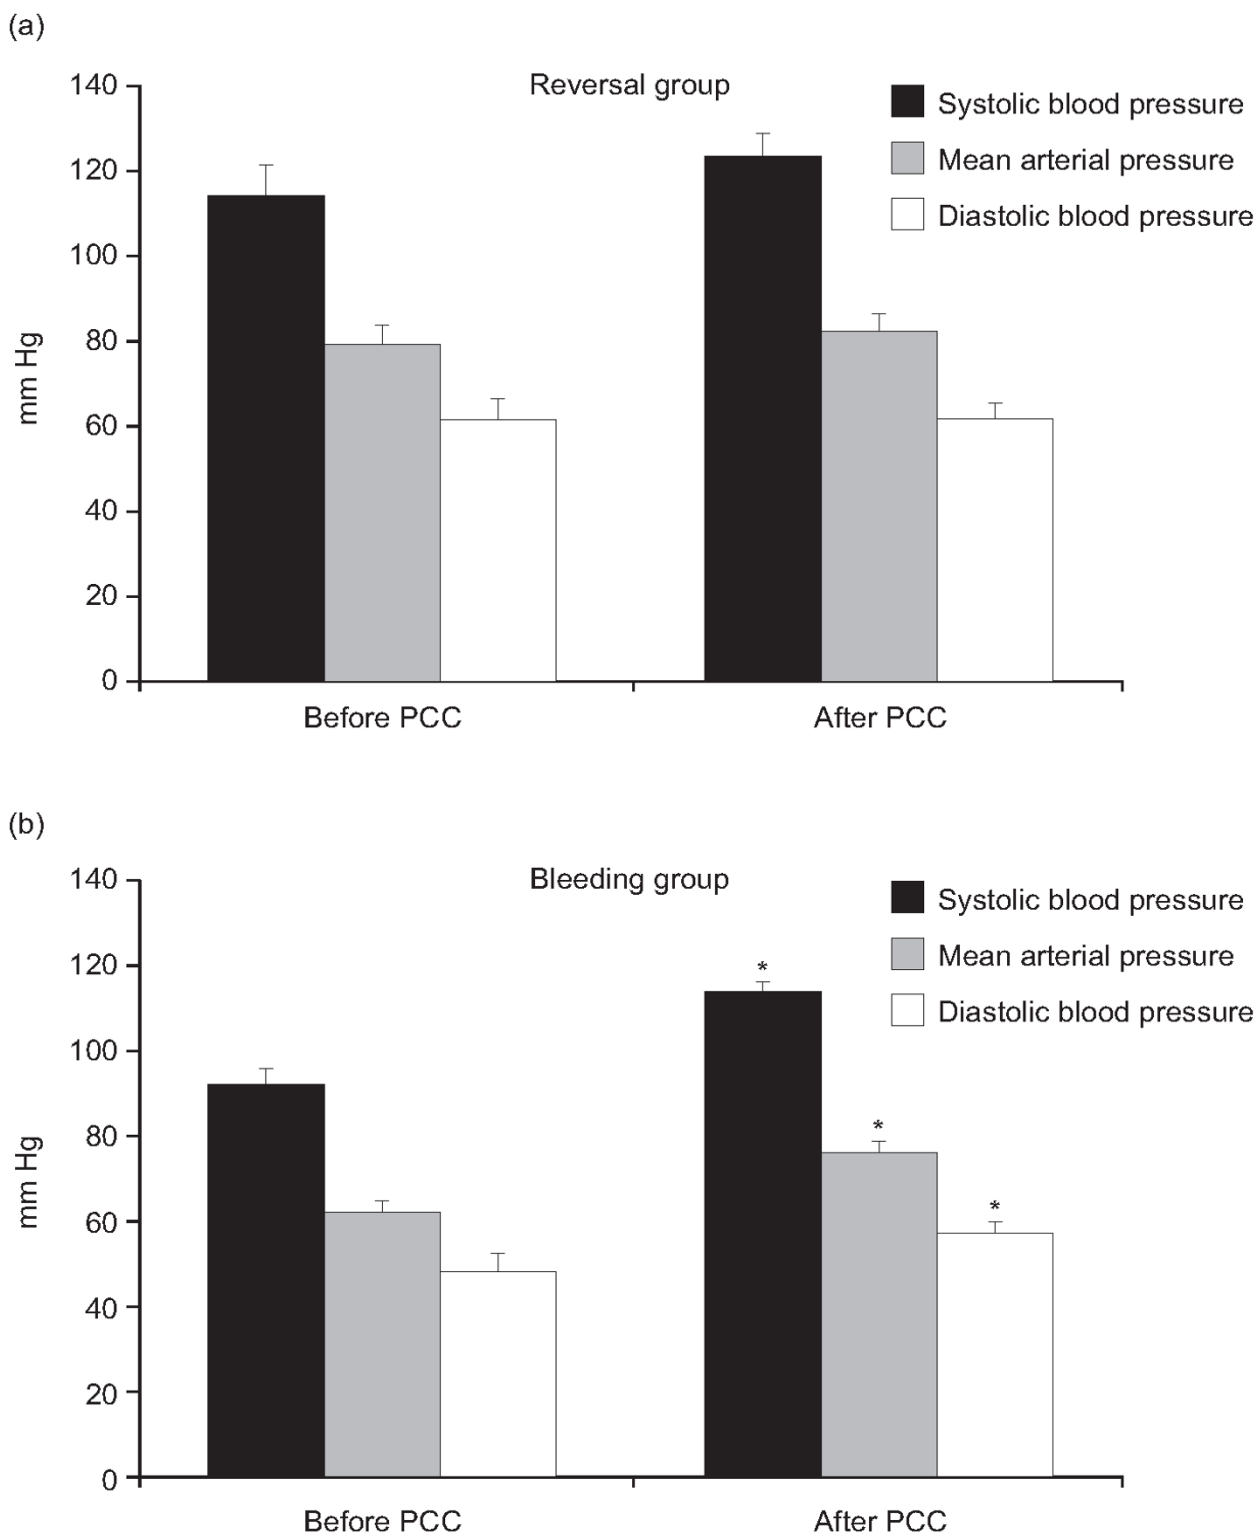 (a)
Reversal group
Systolic blood pressure
Mean arterial pressure
Diastolic blood pressure
mm Hg
140
120
100
80
60
40
20
0
Before PCC
After PCC
(b)
Bleeding group
Systolic blood pressure
Mean arterial pressure
Diastolic blood pressure
mm Hg
140
120
100
80
60
40
20
0
*
*
*
Before PCC
After PCC